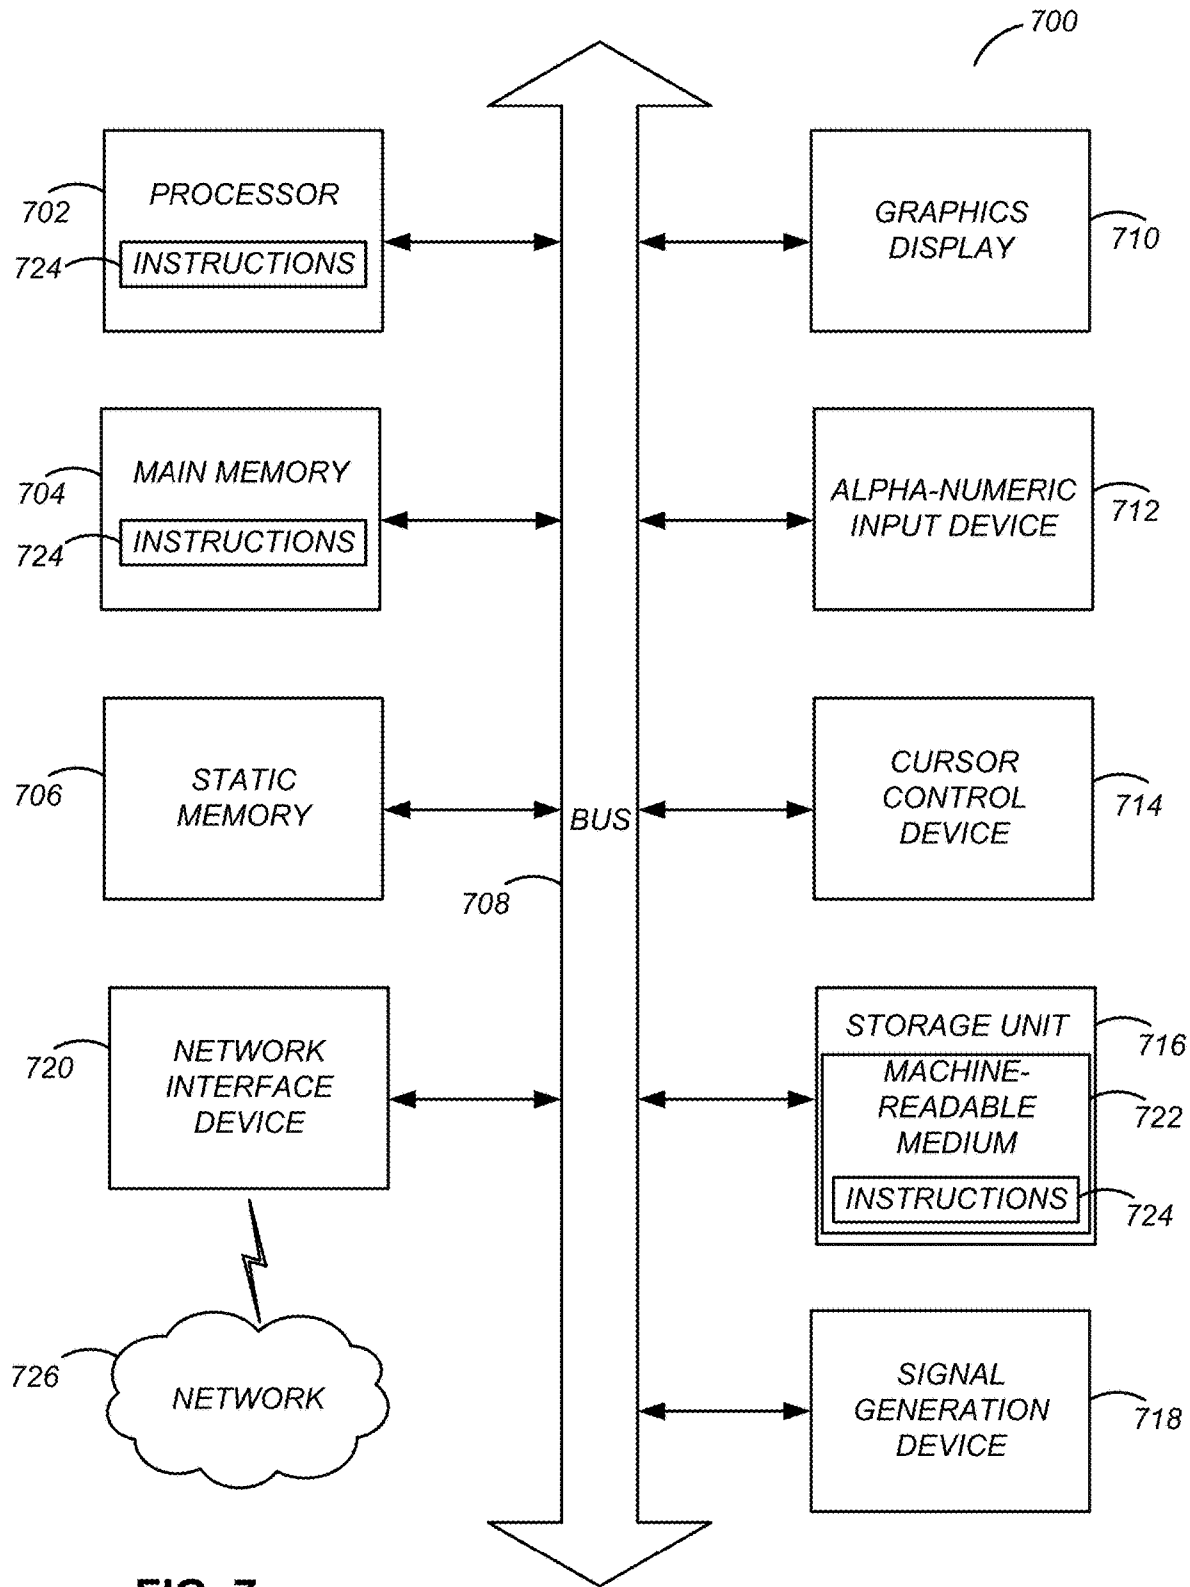 700
PROCESSOR
702
724
INSTRUCTIONS
GRAPHICS
DISPLAY
710
MAIN MEMORY
704
724
INSTRUCTIONS
ALPHA-NUMERIC
INPUT DEVICE
712
STATIC
MEMORY
706
BUS
708
CURSOR
CONTROL
DEVICE
714
NETWORK
INTERFACE
DEVICE
720
STORAGE UNIT
716
MACHINE-
READABLE
MEDIUM
722
INSTRUCTIONS
724
NETWORK
726
SIGNAL
GENERATION
DEVICE
718
FIG. 7